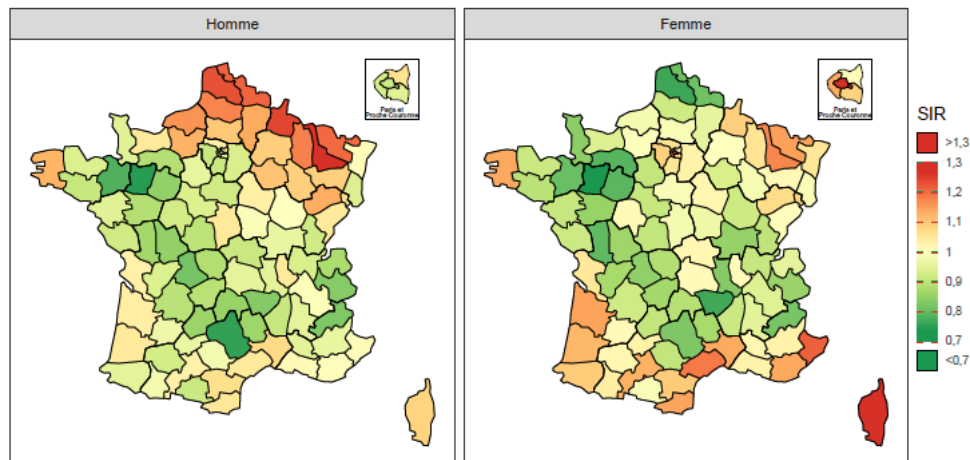 Homme
Femme
Paris et
Proche Couronne
Paris et
Proche Couronne
SIR
>1,3
1,3
1,2
1,1
1
0,9
0,8
0,7
<0,7